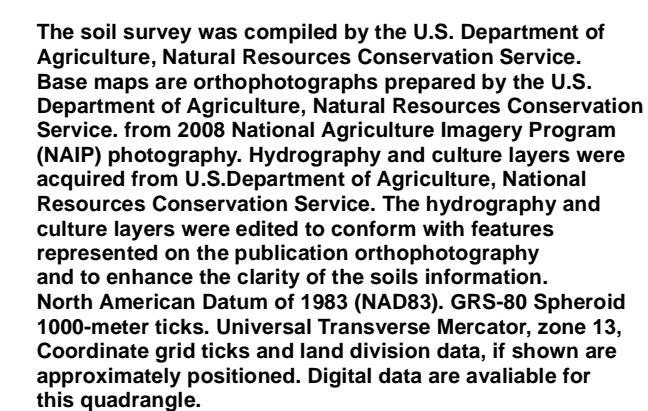 The soil survey was compiled by the U.S. Department of
Agriculture, Natural Resources Conservation Service.
Base maps are orthophotographs prepared by the U.S.
Department of Agriculture, Natural Resources Conservation
Service. from 2008 National Agriculture Imagery Program
(NAIP) photography. Hydrography and culture layers were
acquired from U.S.Department of Agriculture, National
Resources Conservation Service. The hydrography and
culture layers were edited to conform with features
represented on the publication orthophotography
and to enhance the clarity of the soils information.
North American Datum of 1983 (NAD83). GRS-80 Spheroid
1000-meter ticks. Universal Transverse Mercator, zone 13,
Coordinate grid ticks and land division data, if shown are
approximately positioned. Digital data are avaliable for
this quadrangle.